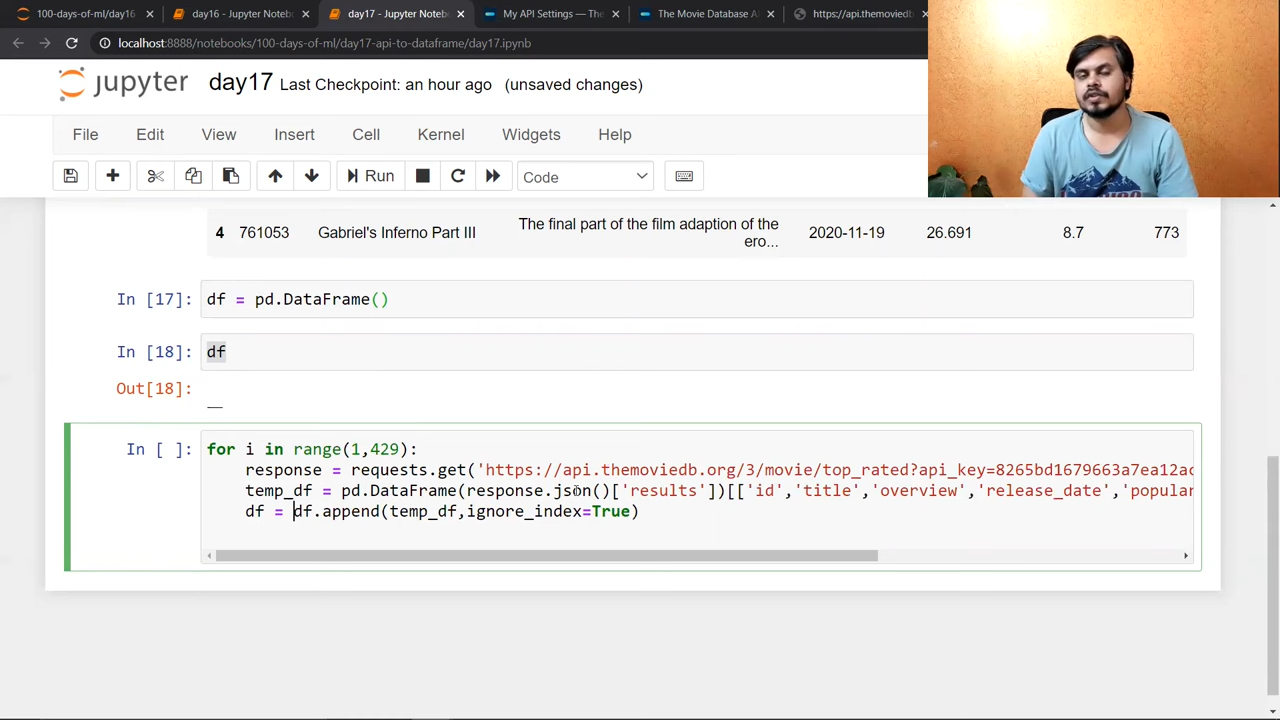 100-days-of-ml/day16
day16 - Jupyter Notebo
day17 - Jupyter Notebo
My API Settings — The
The Movie Database A
https://api.themoviedb
localhost:8888/notebooks/100-days-of-ml/day17-api-to-dataframe/day17.ipynb
jupyter day17 Last Checkpoint: an hour ago (unsaved changes)
File Edit View Insert Cell Kernel Widgets Help
Run Code
4 761053 Gabriel's Inferno Part III The final part of the film adaption of the ero... 2020-11-19 26.691 8.7 773
In [17]: df = pd.DataFrame()
In [18]: df
Out[18]:
In [ ]: for i in range(1,429):
response = requests.get('https://api.themoviedb.org/3/movie/top_rated?api_key=8265bd1679663a7ea12ac
temp_df = pd.DataFrame(response.json()['results'])[['id','title','overview','release_date','popular
df = df.append(temp_df,ignore_index=True)